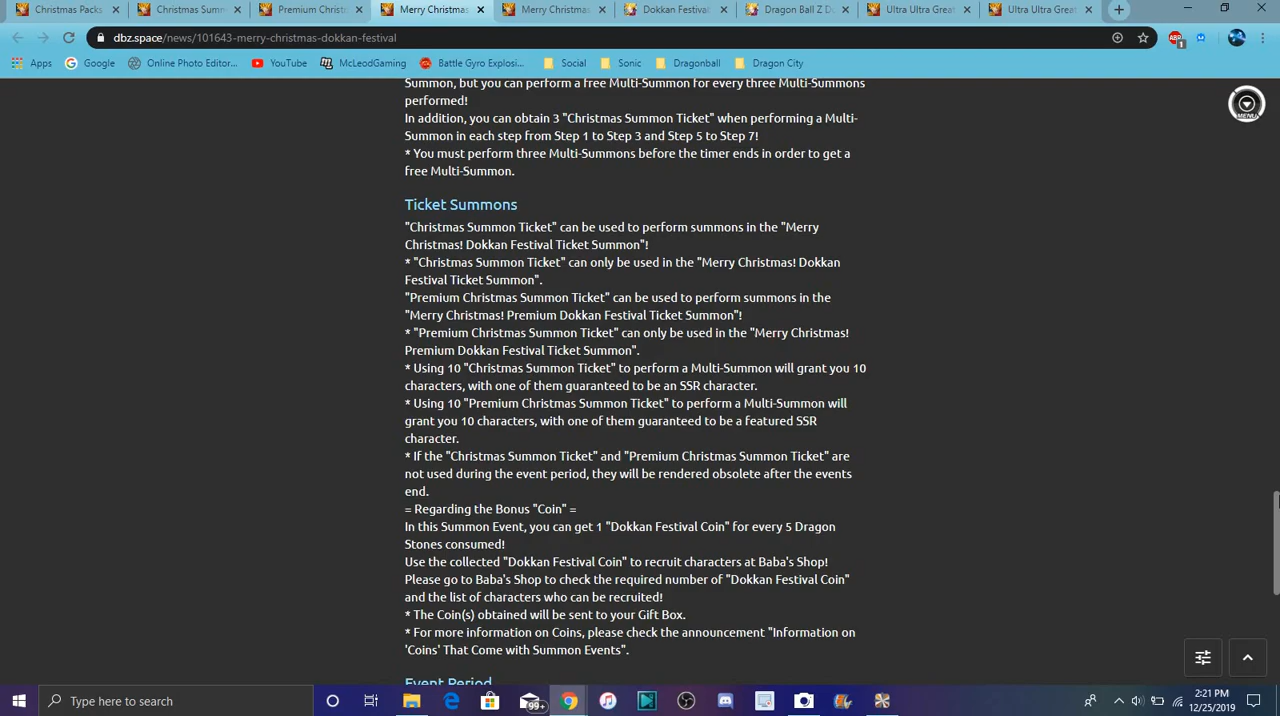 Christmas Packs
Christmas Summ
Premium Christm
Merry Christmas
Merry Christmas
Dokkan Festival
Dragon Ball Z D
Ultra Ultra Great
Ultra Ultra Great
dbz.space/news/101643-merry-christmas-dokkan-festival
ABP
1
Apps
Google
Online Photo Editor...
YouTube
McLeodGaming
Battle Gyro Explosi...
Social
Sonic
Dragonball
Dragon City
MENU
Summon, but you can perform a free Multi-Summon for every three Multi-Summons
performed!
In addition, you can obtain 3 "Christmas Summon Ticket" when performing a Multi-
Summon in each step from Step 1 to Step 3 and Step 5 to Step 7!
* You must perform three Multi-Summons before the timer ends in order to get a
free Multi-Summon.
Ticket Summons
"Christmas Summon Ticket" can be used to perform summons in the "Merry
Christmas! Dokkan Festival Ticket Summon"!
* "Christmas Summon Ticket" can only be used in the "Merry Christmas! Dokkan
Festival Ticket Summon".
"Premium Christmas Summon Ticket" can be used to perform summons in the
"Merry Christmas! Premium Dokkan Festival Ticket Summon"!
* "Premium Christmas Summon Ticket" can only be used in the "Merry Christmas!
Premium Dokkan Festival Ticket Summon".
* Using 10 "Christmas Summon Ticket" to perform a Multi-Summon will grant you 10
characters, with one of them guaranteed to be an SSR character.
* Using 10 "Premium Christmas Summon Ticket" to perform a Multi-Summon will
grant you 10 characters, with one of them guaranteed to be a featured SSR
character.
* If the "Christmas Summon Ticket" and "Premium Christmas Summon Ticket" are
not used during the event period, they will be rendered obsolete after the events
end.
= Regarding the Bonus "Coin" =
In this Summon Event, you can get 1 "Dokkan Festival Coin" for every 5 Dragon
Stones consumed!
Use the collected "Dokkan Festival Coin" to recruit characters at Baba's Shop!
Please go to Baba's Shop to check the required number of "Dokkan Festival Coin"
and the list of characters who can be recruited!
* The Coin(s) obtained will be sent to your Gift Box.
* For more information on Coins, please check the announcement "Information on
'Coins' That Come with Summon Events".
Event Period
Type here to search
99+
2:21 PM
12/25/2019